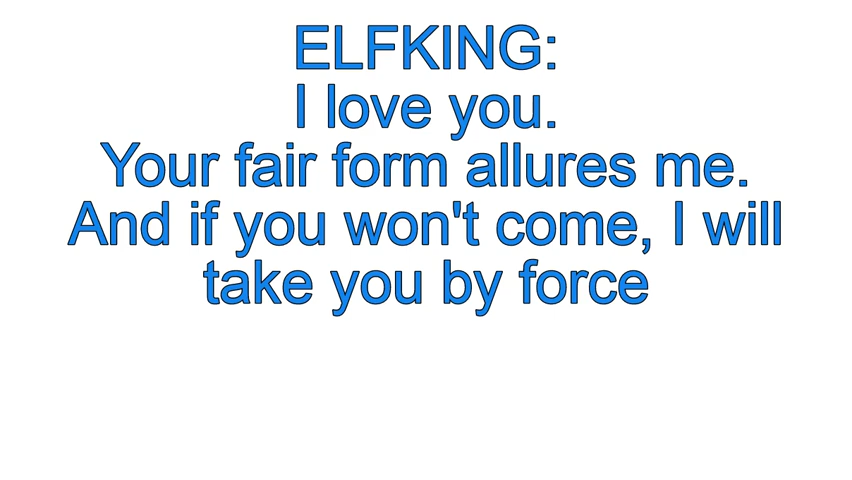 ELFKING:
I love you.
Your fair form allures me.
And if you won't come, I will
take you by force